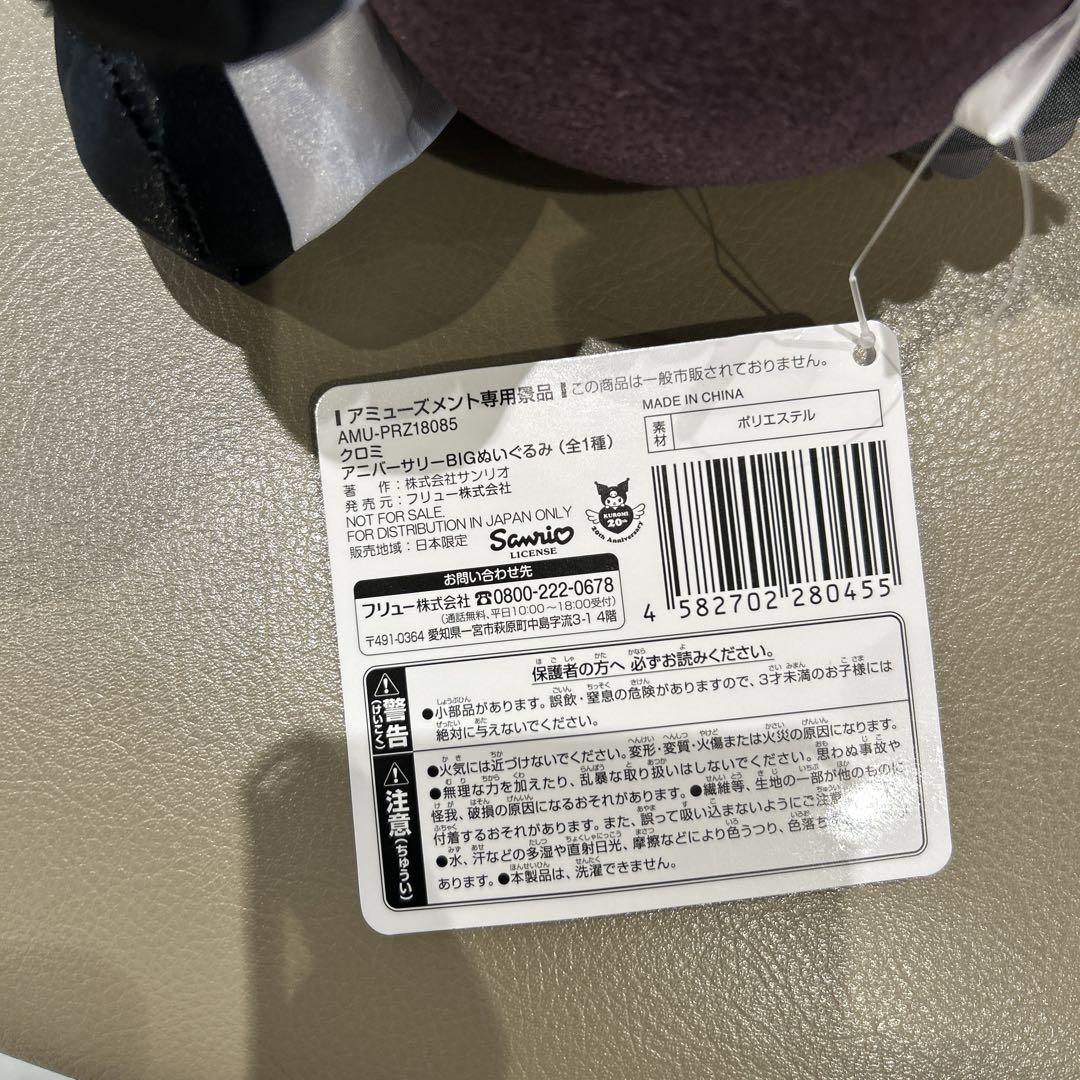 アミューズメント専用景品 この商品は一般市販されておりません。
AMU-PRZ18085
クロミ
アニバーサリーBIGぬいぐるみ(全1種)
著 作:株式会社サンリオ
発売元:フリュー株式会社
NOT FOR SALE.
FOR DISTRIBUTION IN JAPAN ONLY
販売地域:日本限定
Sanrio
LICENSE
KUROMI
20th
20th Anniversary
MADE IN CHINA
素材 ポリエステル
4 582702 280455
お問い合わせ先
フリュー株式会社 ☎0800-222-0678
(通話無料、平日10:00~18:00受付)
〒491-0364 愛知県一宮市萩原町中島字流3-1 4階
保護者の方へ 必ずお読みください。
警告(けいこく)
●小部品があります。誤飲・窒息の危険がありますので、3才未満のお子様には
絶対に与えないでください。
注意(ちゅうい)
●火気には近づけないでください。変形・変質・火傷または火災の原因になります。
●無理な力を加えたり、乱暴な取り扱いはしないでください。思わぬ事故や
怪我、破損の原因になるおそれがあります。●繊維等、生地の一部が他のものに
付着するおそれがあります。また、誤って吸い込まないようにご注意
●水、汗などの多湿や直射日光、摩擦などにより色うつり、色落ち
あります。●本製品は、洗濯できません。